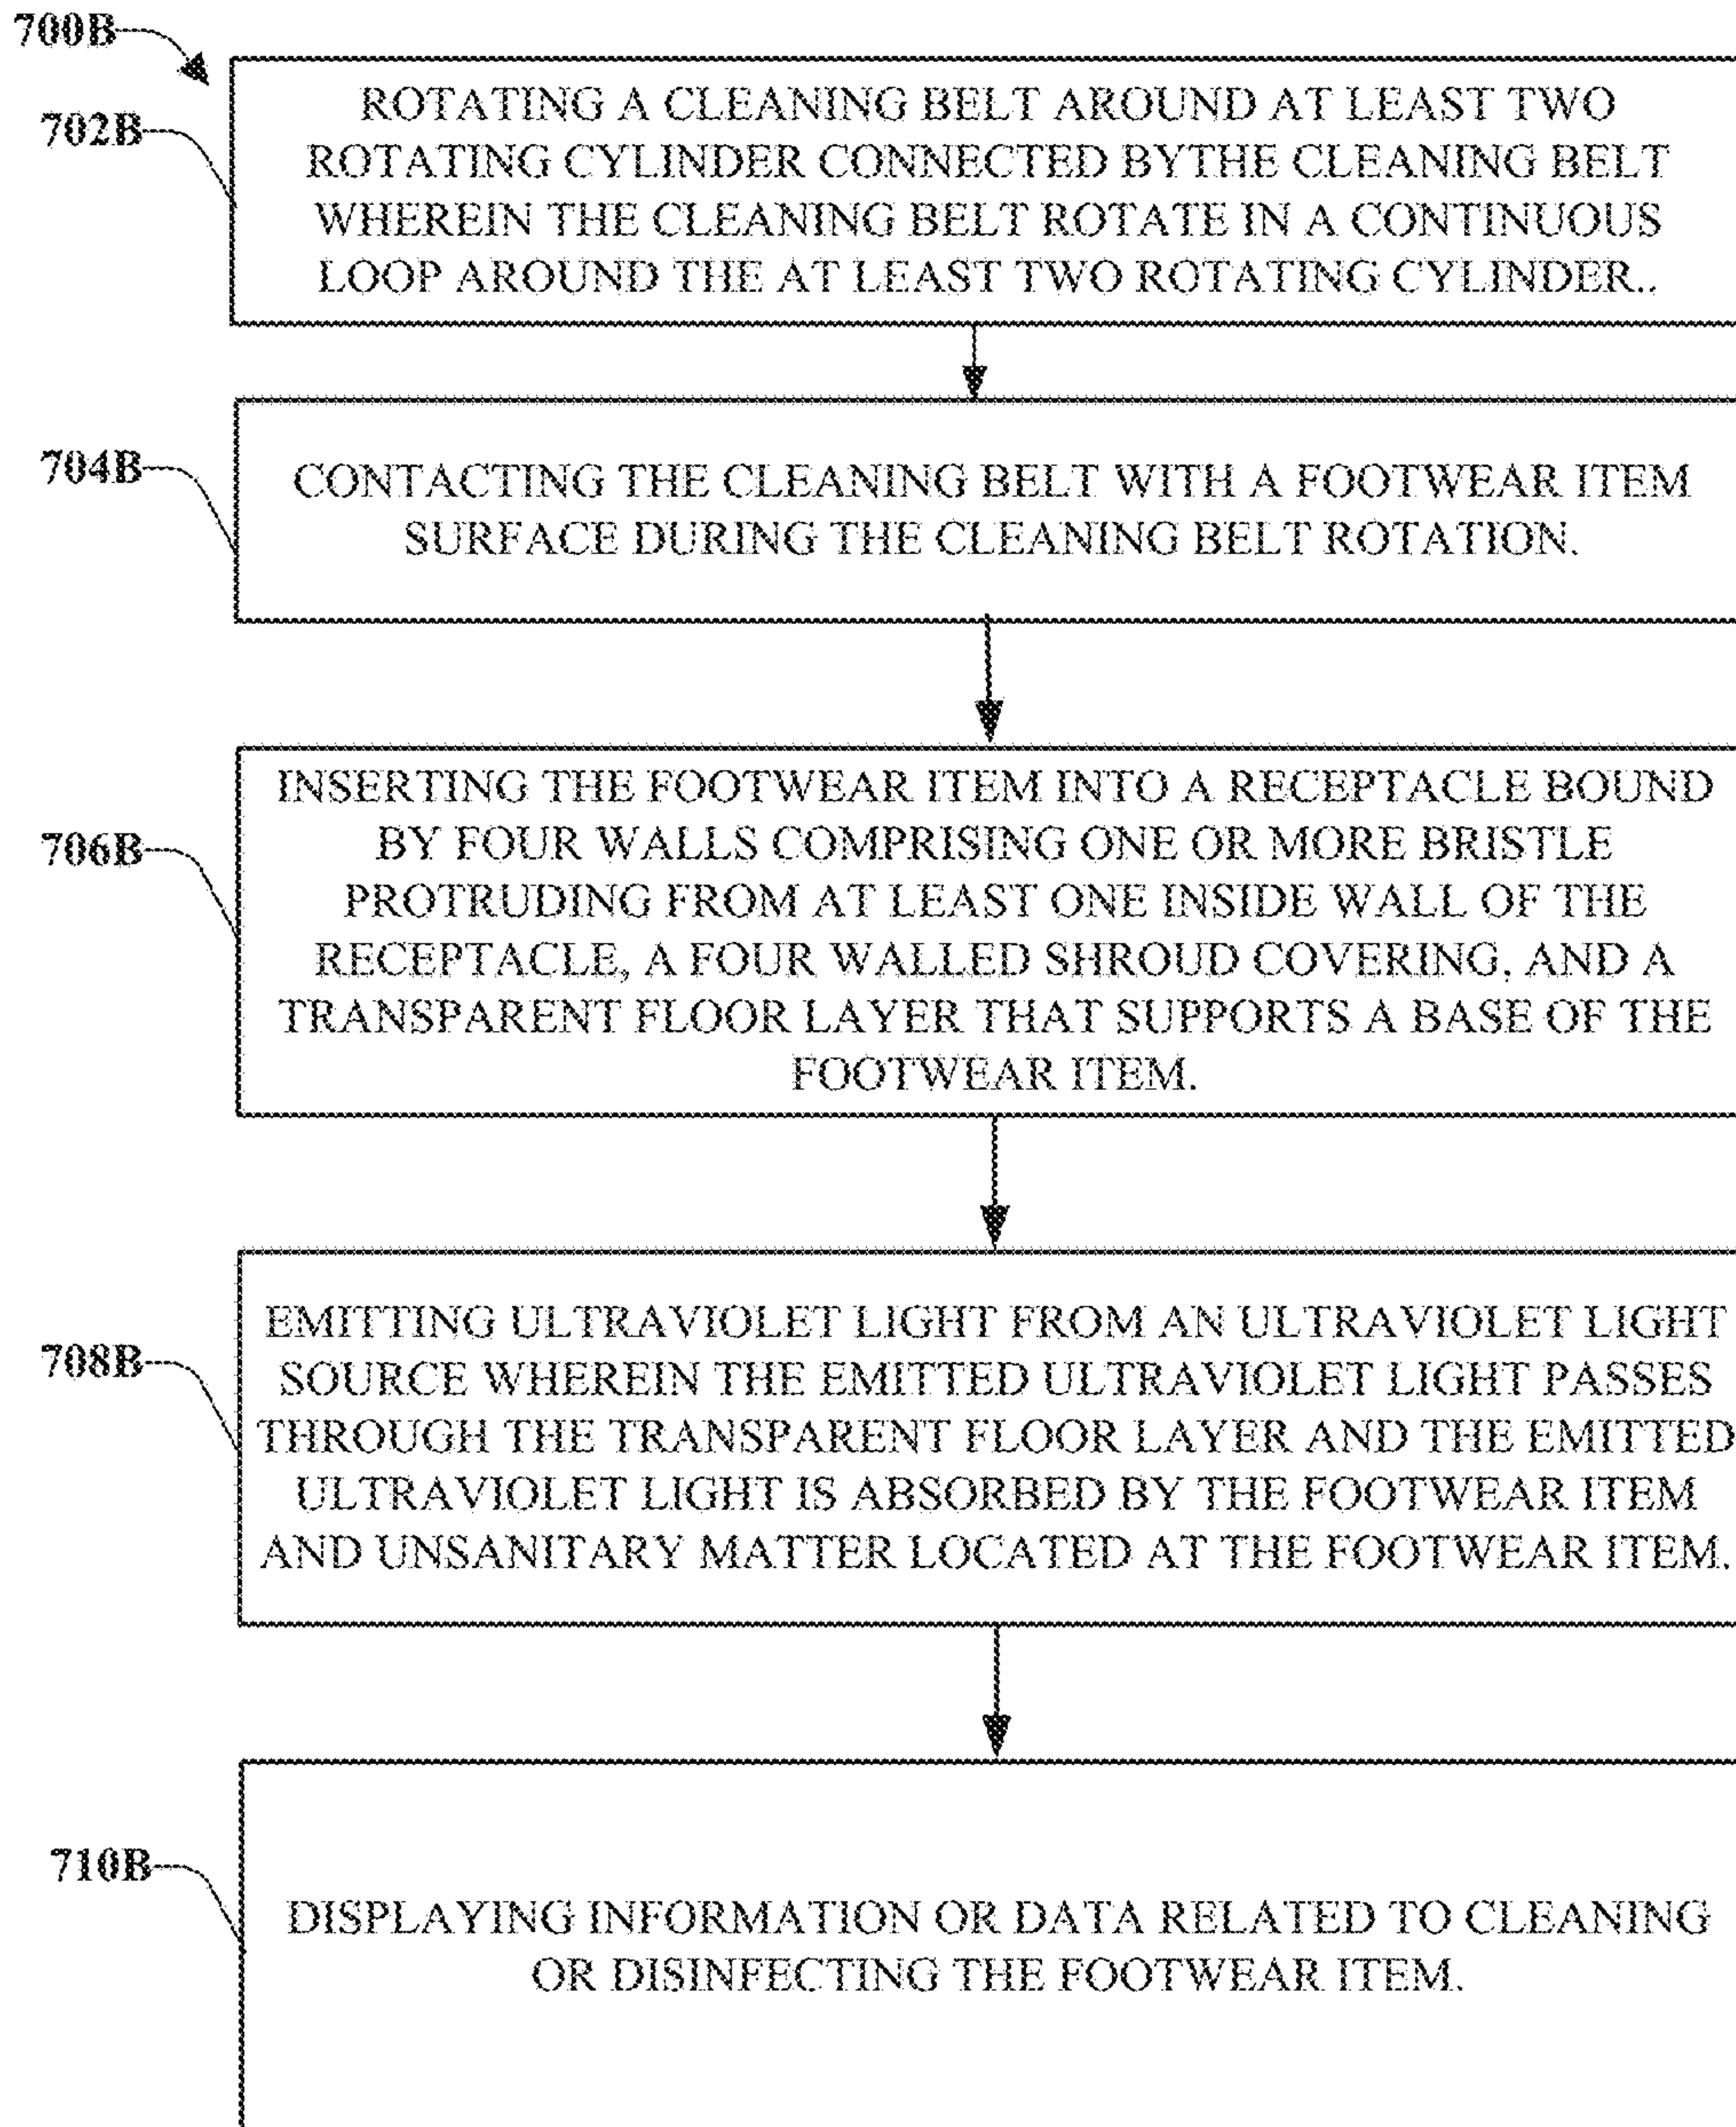 700B
702B
ROTATING A CLEANING BELT AROUND AT LEAST TWO
ROTATING CYLINDER CONNECTED BYTHE CLEANING BELT
WHEREIN THE CLEANING BELT ROTATE IN A CONTINUOUS
LOOP AROUND THE AT LEAST TWO ROTATING CYLINDER..
704B
CONTACTING THE CLEANING BELT WITH A FOOTWEAR ITEM
SURFACE DURING THE CLEANING BELT ROTATION.
706B
INSERTING THE FOOTWEAR ITEM INTO A RECEPTACLE BOUND
BY FOUR WALLS COMPRISING ONE OR MORE BRISTLE
PROTRUDING FROM AT LEAST ONE INSIDE WALL OF THE
RECEPTACLE, A FOUR WALLED SHROUD COVERING, AND A
TRANSPARENT FLOOR LAYER THAT SUPPORTS A BASE OF THE
FOOTWEAR ITEM.
708B
EMITTING ULTRAVIOLET LIGHT FROM AN ULTRAVIOLET LIGHT
SOURCE WHEREIN THE EMITTED ULTRAVIOLET LIGHT PASSES
THROUGH THE TRANSPARENT FLOOR LAYER AND THE EMITTED
ULTRAVIOLET LIGHT IS ABSORBED BY THE FOOTWEAR ITEM
AND UNSANITARY MATTER LOCATED AT THE FOOTWEAR ITEM.
710B
DISPLAYING INFORMATION OR DATA RELATED TO CLEANING
OR DISINFECTING THE FOOTWEAR ITEM.